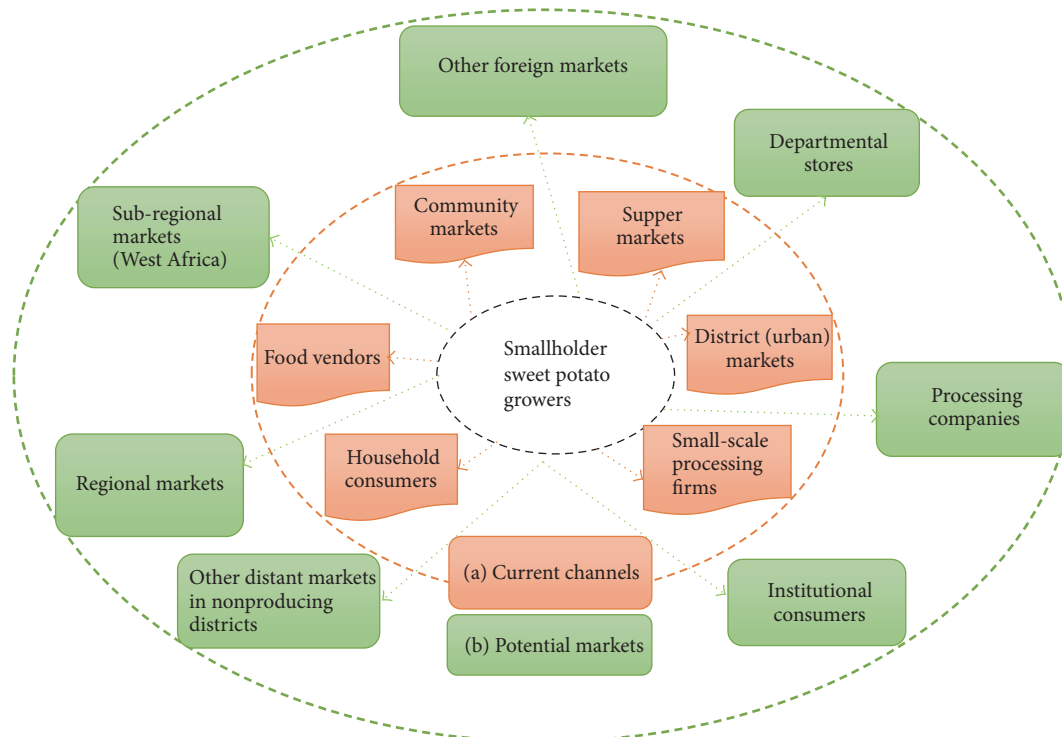 Other foreign markets
Departmental
stores
Sub-regional
markets
(West Africa)
Community
markets
Supper
markets
Food vendors
Smallholder
sweet potato
growers
District (urban)
markets
Processing
companies
Regional markets
Household
consumers
Small-scale
processing
firms
Other distant markets
in nonproducing
districts
(a) Current channels
Institutional
consumers
(b) Potential markets